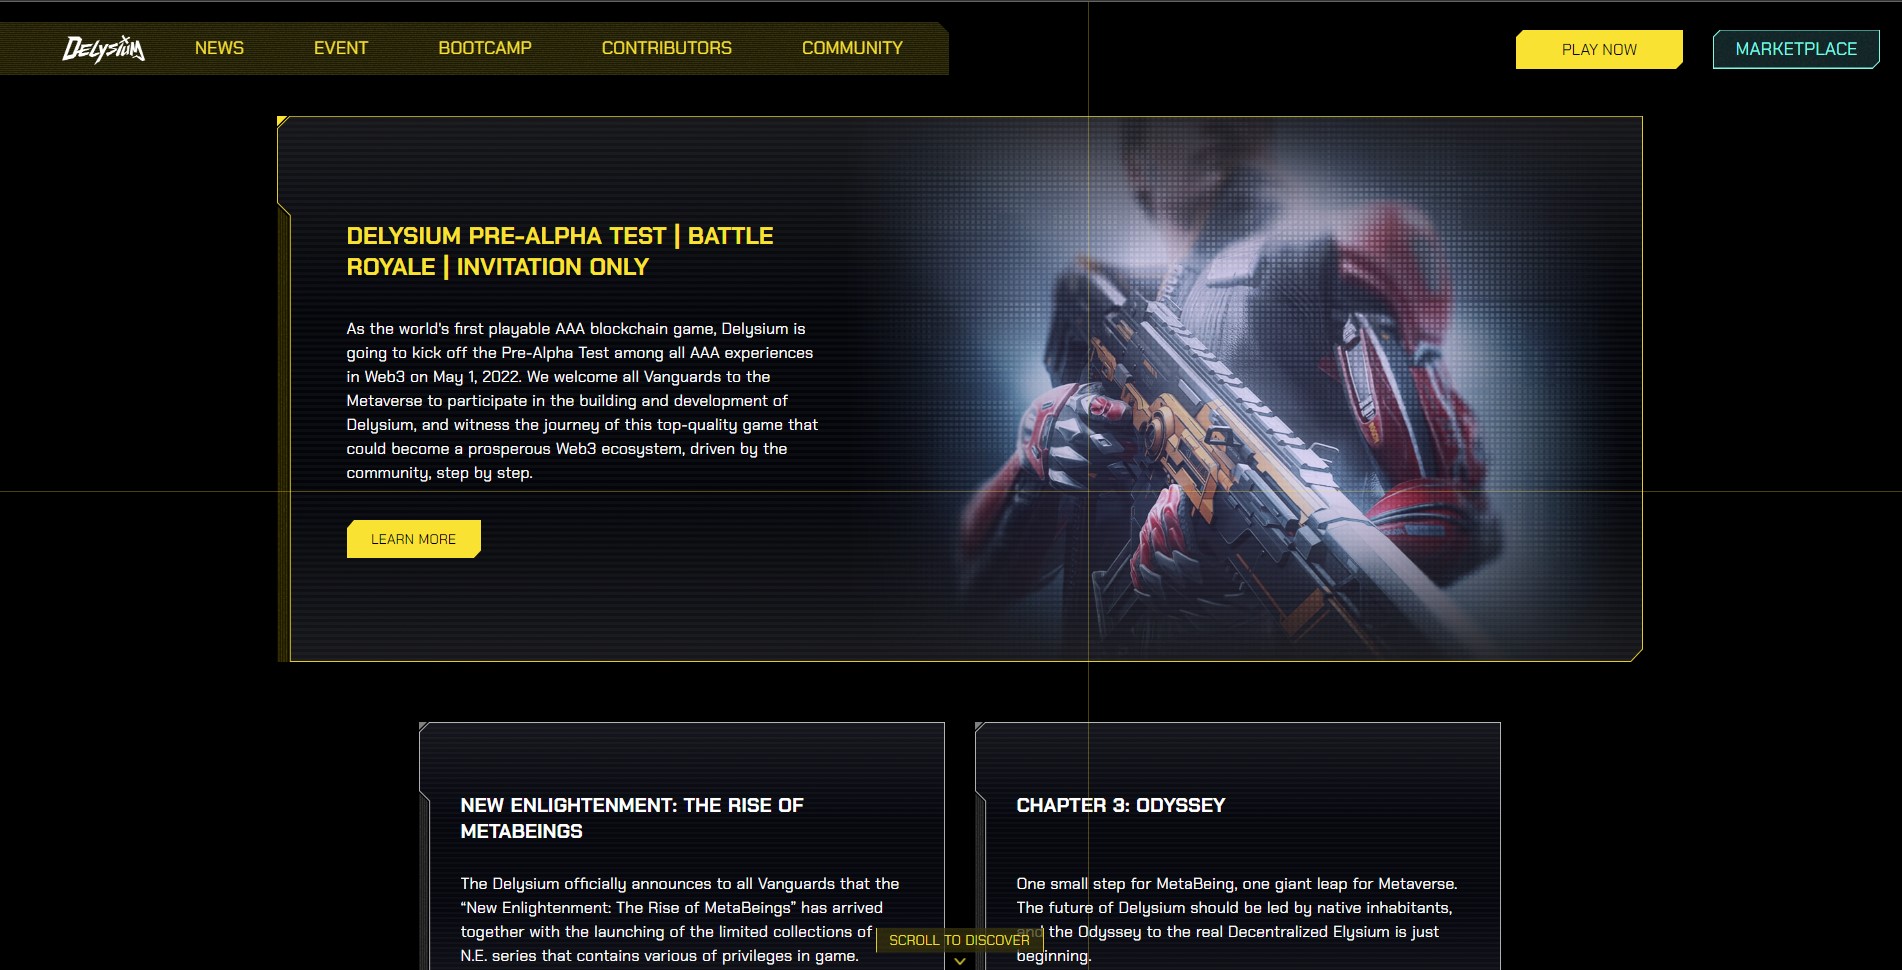 Delysium
NEWS
EVENT
BOOTCAMP
CONTRIBUTORS
COMMUNITY
PLAY NOW
MARKETPLACE
DELYSIUM PRE-ALPHA TEST | BATTLE
ROYALE | INVITATION ONLY
As the world's first playable AAA blockchain game, Delysium is
going to kick off the Pre-Alpha Test among all AAA experiences
in Web3 on May 1, 2022. We welcome all Vanguards to the
Metaverse to participate in the building and development of
Delysium, and witness the journey of this top-quality game that
could become a prosperous Web3 ecosystem, driven by the
community, step by step.
LEARN MORE
NEW ENLIGHTENMENT: THE RISE OF
METABEINGS
The Delysium officially announces to all Vanguards that the
“New Enlightenment: The Rise of MetaBeings” has arrived
together with the launching of the limited collections of
N.E. series that contains various of privileges in game.
CHAPTER 3: ODYSSEY
One small step for MetaBeing, one giant leap for Metaverse.
The future of Delysium should be led by native inhabitants,
and the Odyssey to the real Decentralized Elysium is just
beginning.
SCROLL TO DISCOVER